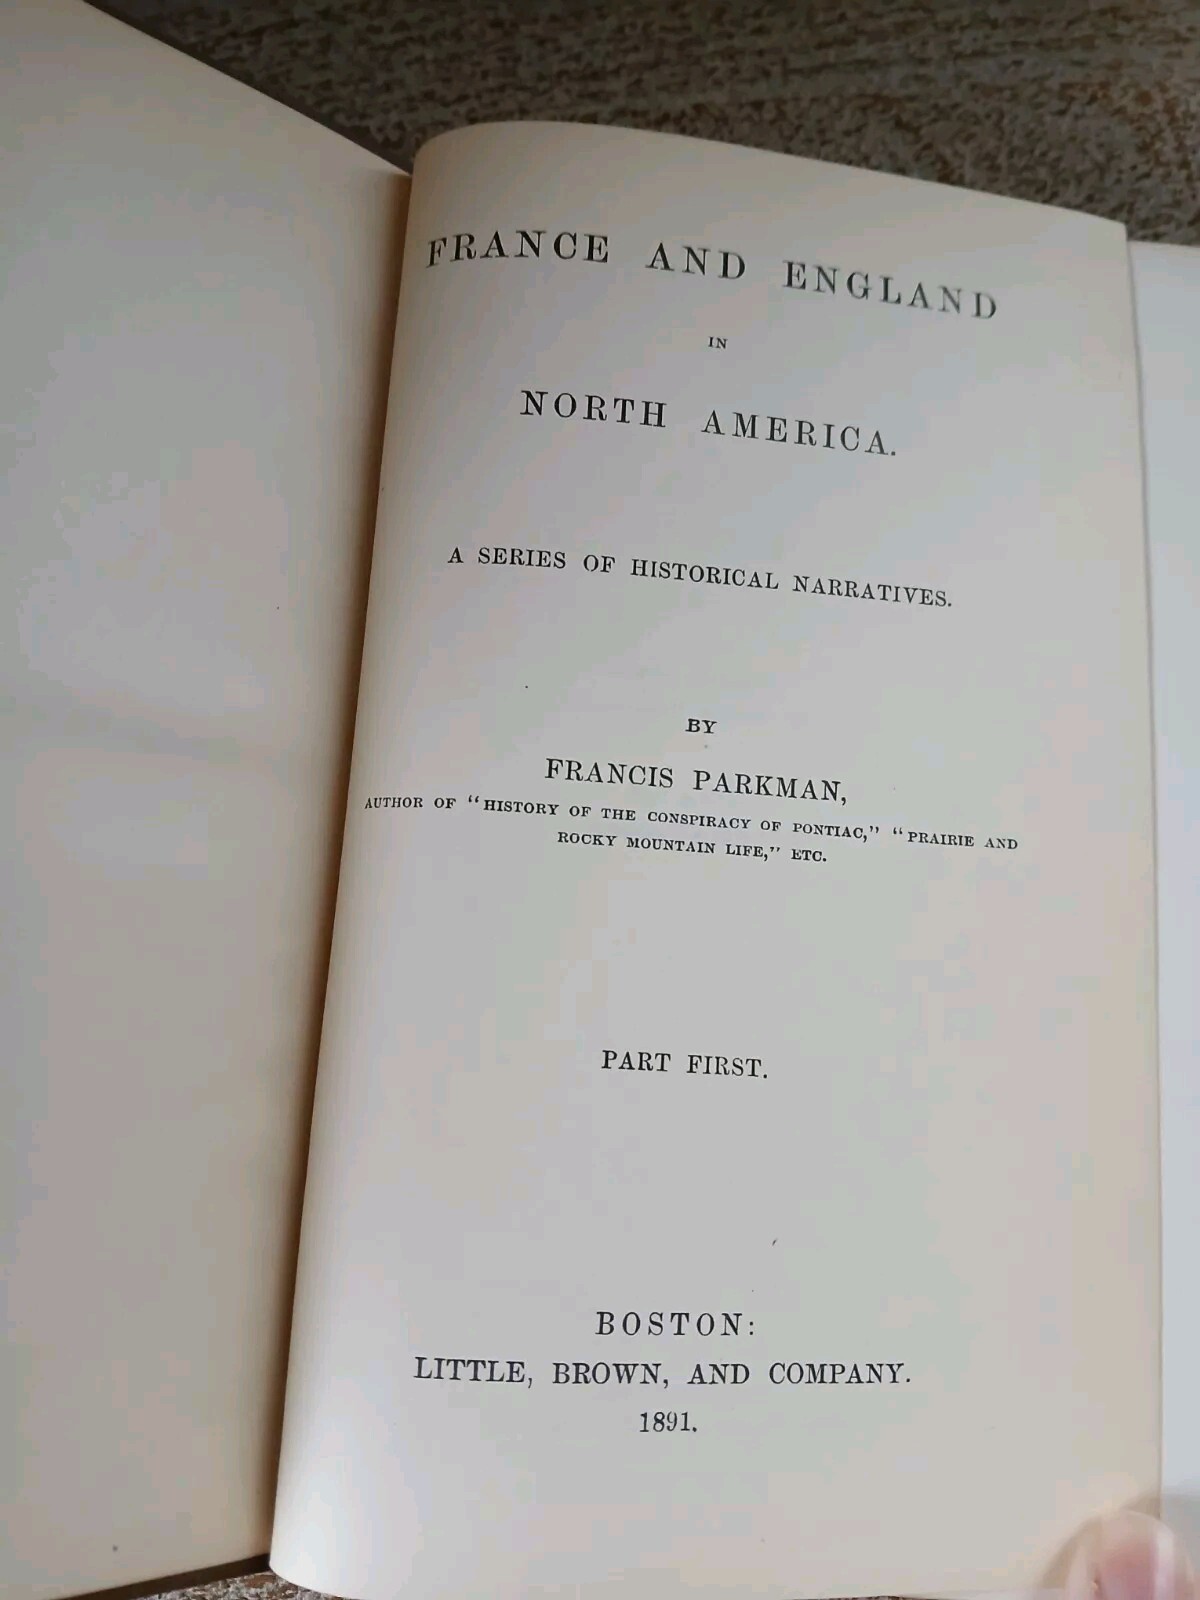 FRANCE AND ENGLAND
IN
NORTH AMERICA.
A SERIES OF HISTORICAL NARRATIVES.
BY
FRANCIS PARKMAN,
AUTHOR OF “HISTORY OF THE CONSPIRACY OF PONTIAC,” “PRAIRIE AND
ROCKY MOUNTAIN LIFE,” ETC.
PART FIRST.
BOSTON:
LITTLE, BROWN, AND COMPANY.
1891.